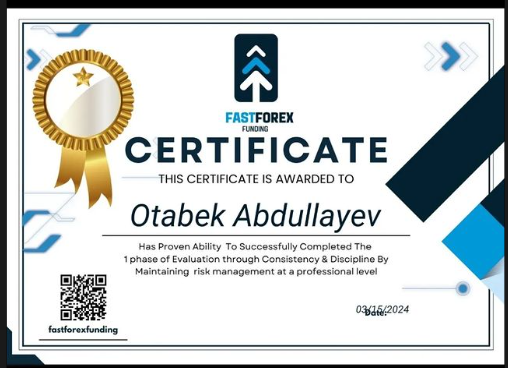 FASTFOREX
FUNDING
CERTIFICATE
THIS CERTIFICATE IS AWARDED TO
Otabek Abdullayev
Has Proven Ability To Successfully Completed The
1 phase of Evaluation through Consistency & Discipline By
Maintaining risk management at a professional level
03/15/2024
Date:
fastforexfunding